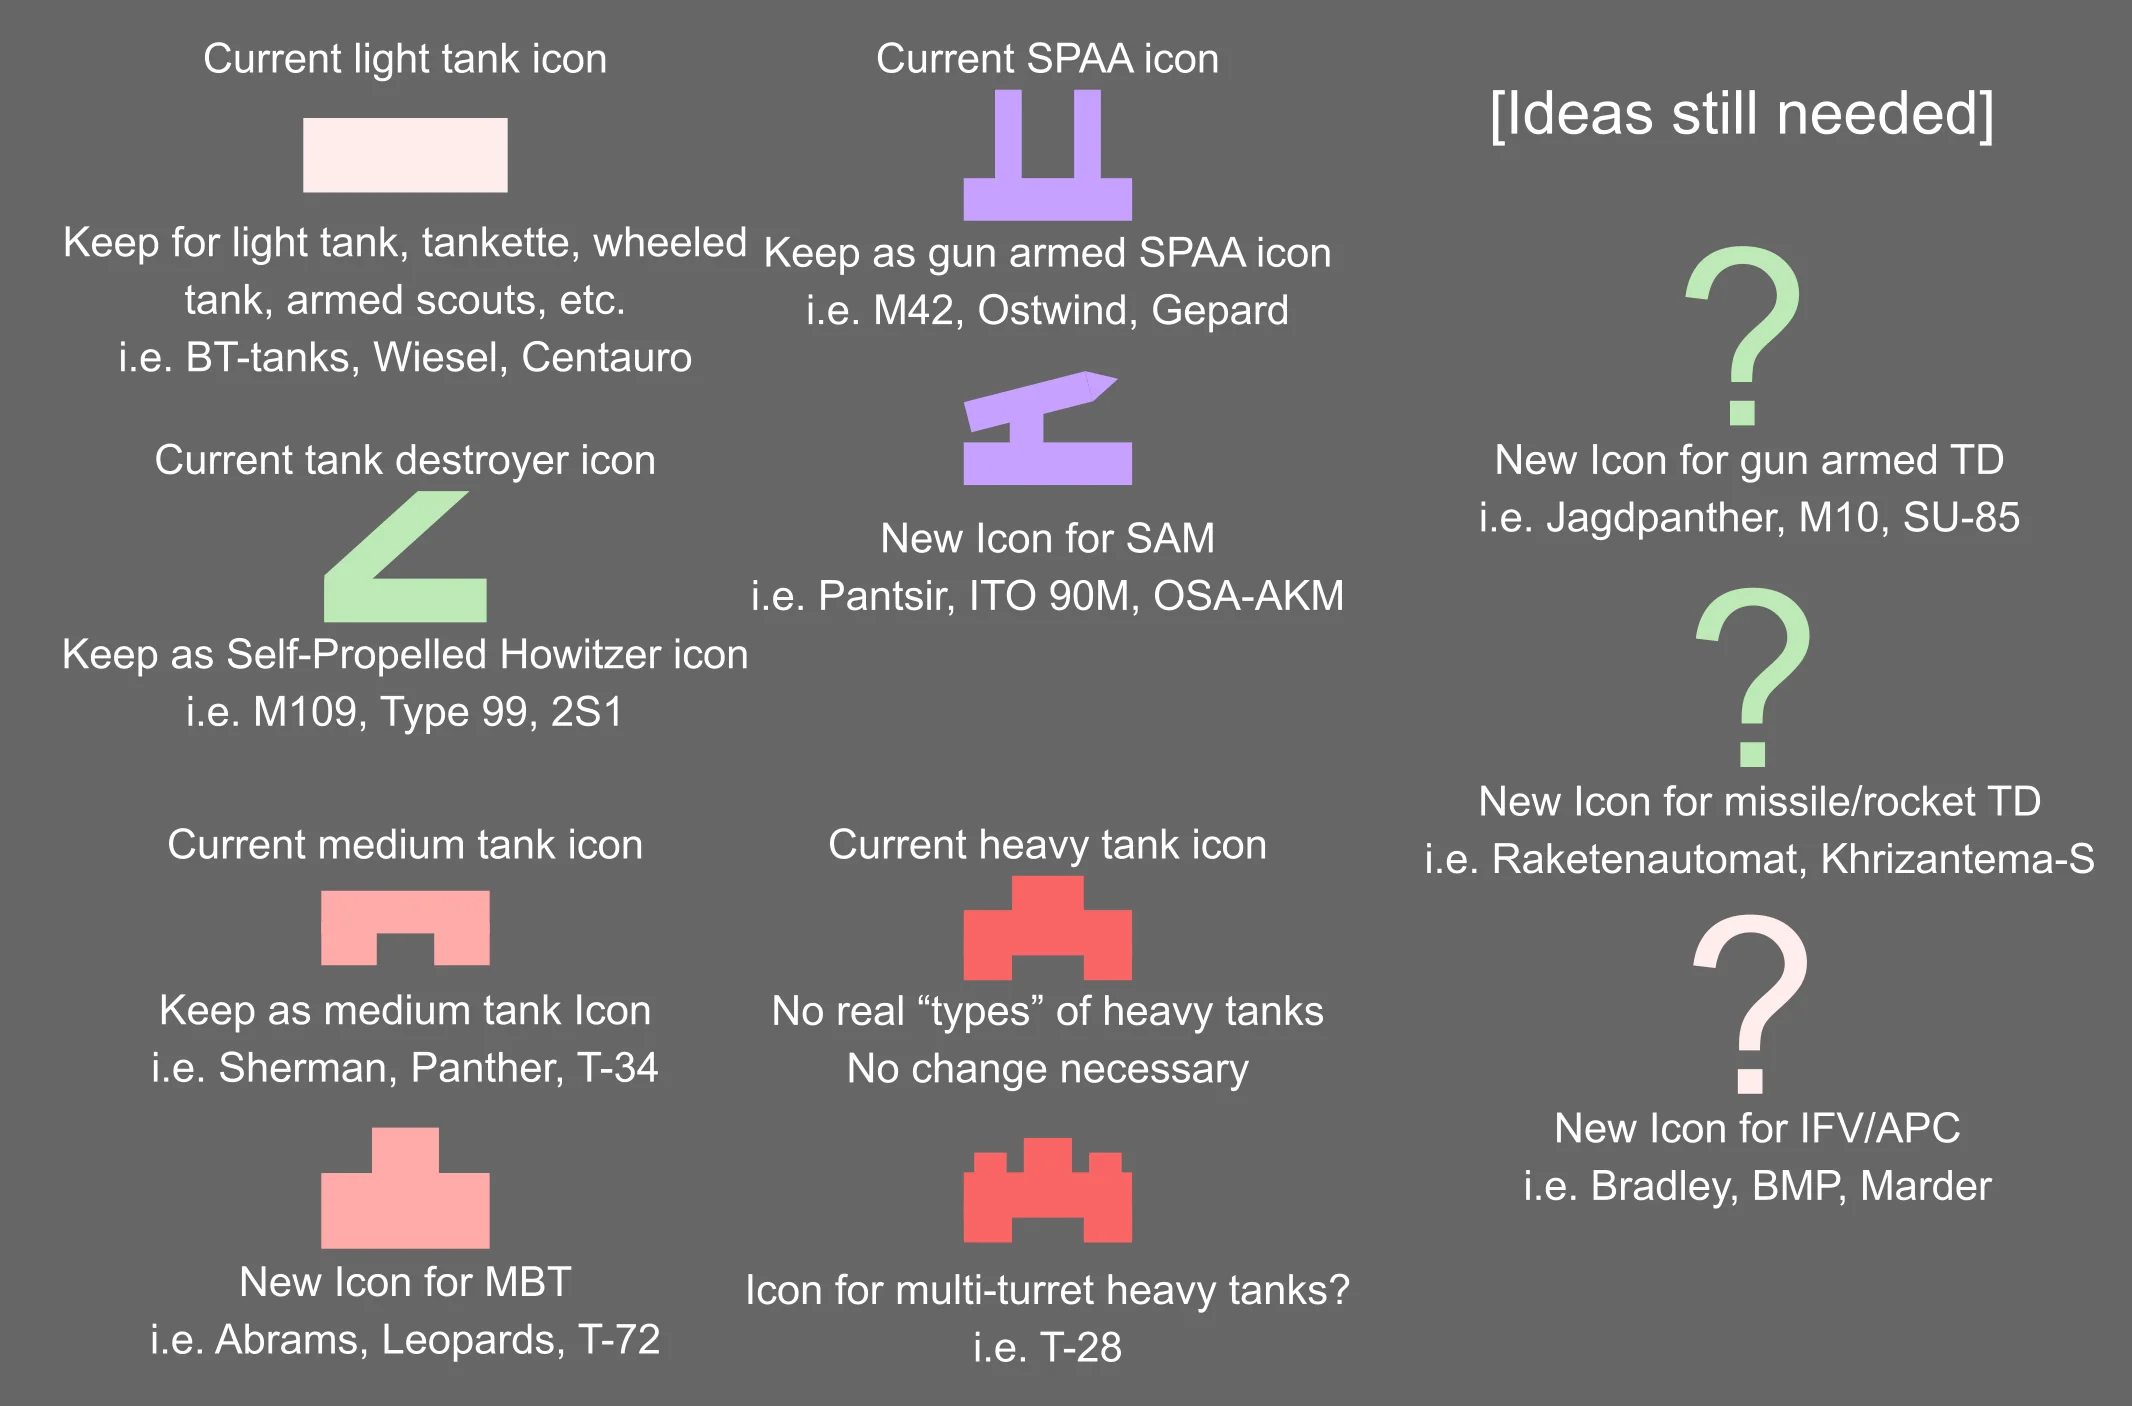 Current light tank icon
Keep for light tank, tankette, wheeled
tank, armed scouts, etc.
i.e. BT-tanks, Wiesel, Centauro
Current tank destroyer icon
Keep as Self-Propelled Howitzer icon
i.e. M109, Type 99, 2S1
Current medium tank icon
Keep as medium tank Icon
i.e. Sherman, Panther, T-34
New Icon for MBT
i.e. Abrams, Leopards, T-72
Current SPAA icon
Keep as gun armed SPAA icon
i.e. M42, Ostwind, Gepard
New Icon for SAM
i.e. Pantsir, ITO 90M, OSA-AKM
Current heavy tank icon
No real “types” of heavy tanks
No change necessary
Icon for multi-turret heavy tanks?
i.e. T-28
[Ideas still needed]
?
New Icon for gun armed TD
i.e. Jagdpanther, M10, SU-85
?
New Icon for missile/rocket TD
i.e. Raketenautomat, Khrizantema-S
?
New Icon for IFV/APC
i.e. Bradley, BMP, Marder